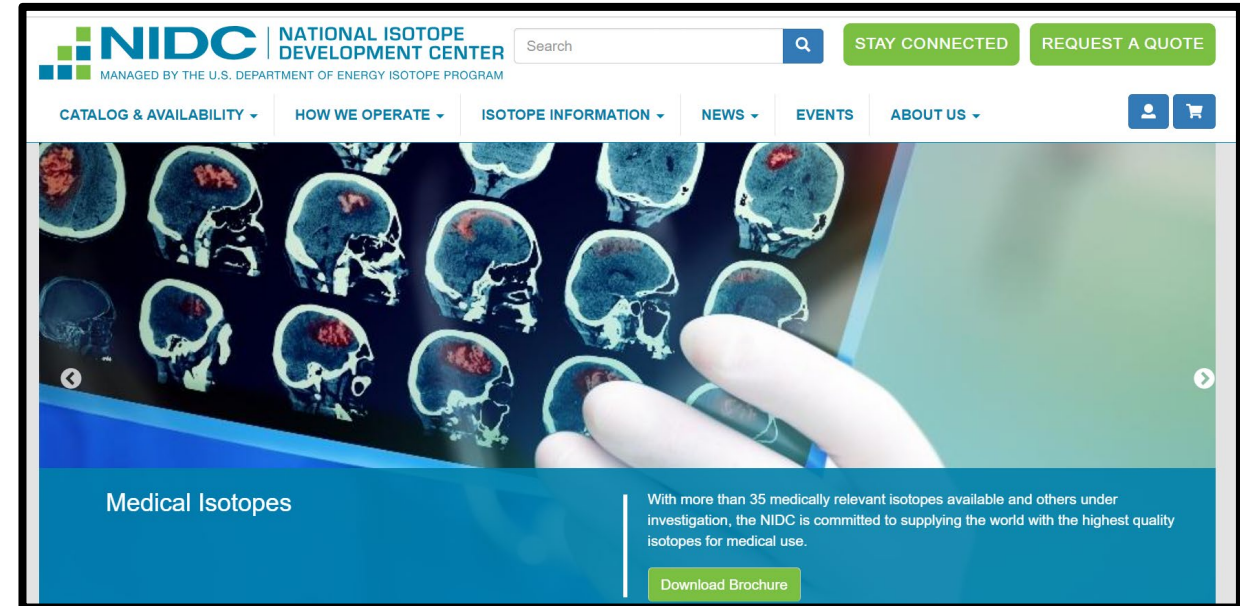 NIDC
NATIONAL ISOTOPE
DEVELOPMENT CENTER
MANAGED BY THE U.S. DEPARTMENT OF ENERGY ISOTOPE PROGRAM
Search
STAY CONNECTED
REQUEST A QUOTE
CATALOG & AVAILABILITY
HOW WE OPERATE
ISOTOPE INFORMATION
NEWS
EVENTS
ABOUT US
Medical Isotopes
With more than 35 medically relevant isotopes available and others under
investigation, the NIDC is committed to supplying the world with the highest quality
isotopes for medical use.
Download Brochure